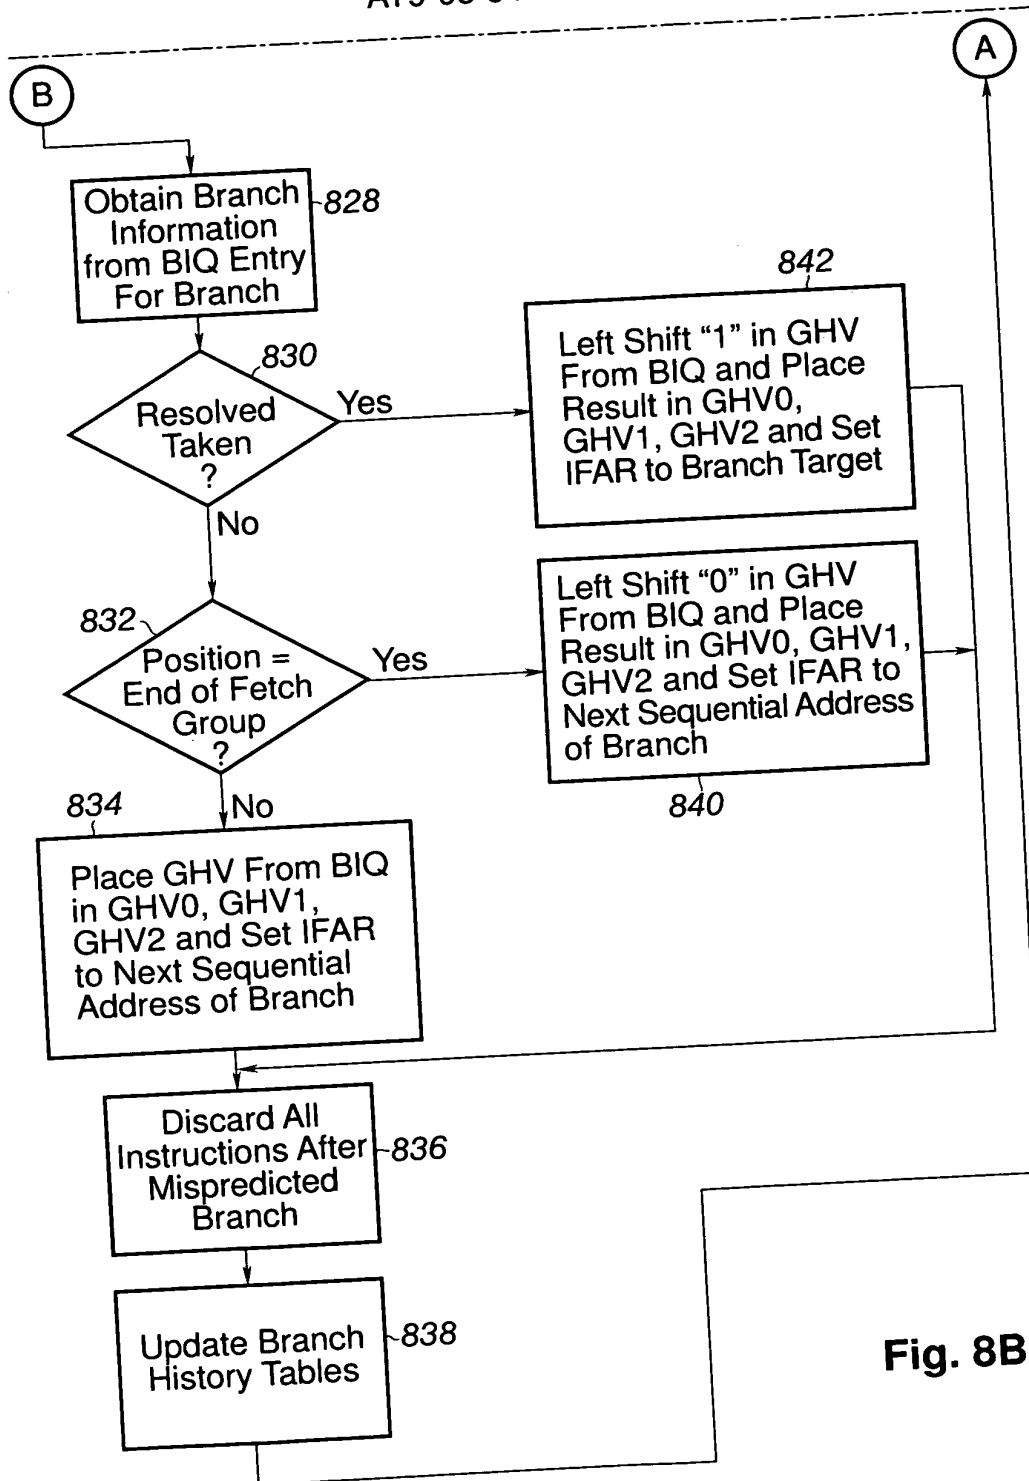 A
B
Obtain Branch
Information
from BIQ Entry
For Branch
828
842
Left Shift “1” in GHV
From BIQ and Place
Result in GHV0,
GHV1, GHV2 and Set
IFAR to Branch Target
830
Resolved
Taken
?
Yes
No
832
Position =
End of Fetch
Group
?
Yes
Left Shift “0” in GHV
From BIQ and Place
Result in GHV0, GHV1,
GHV2 and Set IFAR to
Next Sequential Address
of Branch
840
No
834
Place GHV From BIQ
in GHV0, GHV1,
GHV2 and Set IFAR
to Next Sequential
Address of Branch
Discard All
Instructions After
Mispredicted
Branch
836
Update Branch
History Tables
838
Fig. 8B